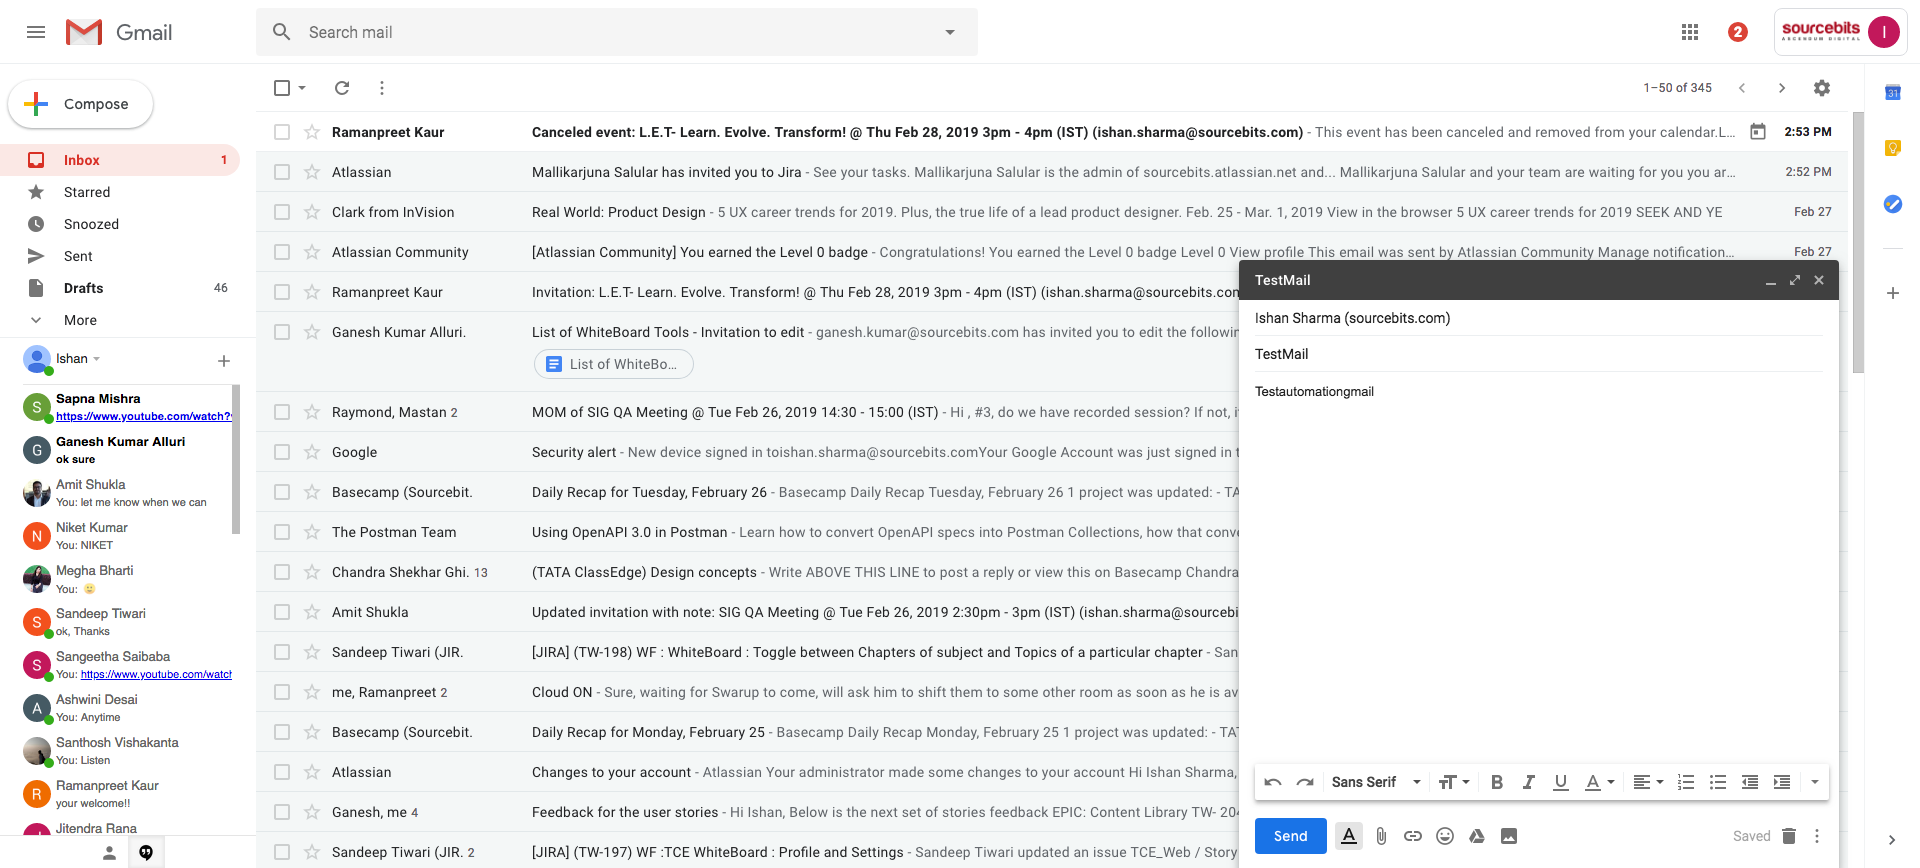 Gmail
Search mail
2
sourcebits
ASCENDUM DIGITAL
I
Compose
1–50 of 345
31
Inbox 1
Starred
Snoozed
Sent
Drafts 46
More
Ishan
Sapna Mishra
https://www.youtube.com/watch?
Ganesh Kumar Alluri
ok sure
Amit Shukla
You: let me know when we can
Niket Kumar
You: NIKET
Megha Bharti
You:
Sandeep Tiwari
ok, Thanks
Sangeetha Saibaba
You: https://www.youtube.com/watch
Ashwini Desai
You: Anytime
Santhosh Vishakanta
You: Listen
Ramanpreet Kaur
your welcome!!
Jitendra Rana
S
G
N
S
S
A
R
Ramanpreet Kaur Canceled event: L.E.T- Learn. Evolve. Transform! @ Thu Feb 28, 2019 3pm - 4pm (IST) (ishan.sharma@sourcebits.com) - This event has been canceled and removed from your calendar.L... 2:53 PM
Atlassian Mallikarjuna Salular has invited you to Jira - See your tasks. Mallikarjuna Salular is the admin of sourcebits.atlassian.net and... Mallikarjuna Salular and your team are waiting for you you ar... 2:52 PM
Clark from InVision Real World: Product Design - 5 UX career trends for 2019. Plus, the true life of a lead product designer. Feb. 25 - Mar. 1, 2019 View in the browser 5 UX career trends for 2019 SEEK AND YE Feb 27
Atlassian Community [Atlassian Community] You earned the Level 0 badge - Congratulations! You earned the Level 0 badge Level 0 View profile This email was sent by Atlassian Community Manage notification... Feb 27
Ramanpreet Kaur Invitation: L.E.T- Learn. Evolve. Transform! @ Thu Feb 28, 2019 3pm - 4pm (IST) (ishan.sharma@sourcebits.con
Ganesh Kumar Alluri. List of WhiteBoard Tools - Invitation to edit - ganesh.kumar@sourcebits.com has invited you to edit the followin
List of WhiteBo...
Raymond, Mastan 2 MOM of SIG QA Meeting @ Tue Feb 26, 2019 14:30 - 15:00 (IST) - Hi , #3, do we have recorded session? If not, i
Google Security alert - New device signed in toishan.sharma@sourcebits.comYour Google Account was just signed in t
Basecamp (Sourcebit. Daily Recap for Tuesday, February 26 - Basecamp Daily Recap Tuesday, February 26 1 project was updated: - TA
The Postman Team Using OpenAPI 3.0 in Postman - Learn how to convert OpenAPI specs into Postman Collections, how that conve
Chandra Shekhar Ghi. 13 (TATA ClassEdge) Design concepts - Write ABOVE THIS LINE to post a reply or view this on Basecamp Chandra
Amit Shukla Updated invitation with note: SIG QA Meeting @ Tue Feb 26, 2019 2:30pm - 3pm (IST) (ishan.sharma@sourcebi
Sandeep Tiwari (JIR. [JIRA] (TW-198) WF : WhiteBoard : Toggle between Chapters of subject and Topics of a particular chapter - San
me, Ramanpreet 2 Cloud ON - Sure, waiting for Swarup to come, will ask him to shift them to some other room as soon as he is av
Basecamp (Sourcebit. Daily Recap for Monday, February 25 - Basecamp Daily Recap Monday, February 25 1 project was updated: - TAT
Atlassian Changes to your account - Atlassian Your administrator made some changes to your account Hi Ishan Sharma,
Ganesh, me 4 Feedback for the user stories - Hi Ishan, Below is the next set of stories feedback EPIC: Content Library TW- 204
Sandeep Tiwari (JIR. 2 [JIRA] (TW-197) WF :TCE WhiteBoard : Profile and Settings - Sandeep Tiwari updated an issue TCE_Web / Story
TestMail
Ishan Sharma (sourcebits.com)
TestMail
Testautomationgmail
Sans Serif
B I U A
Send A Saved